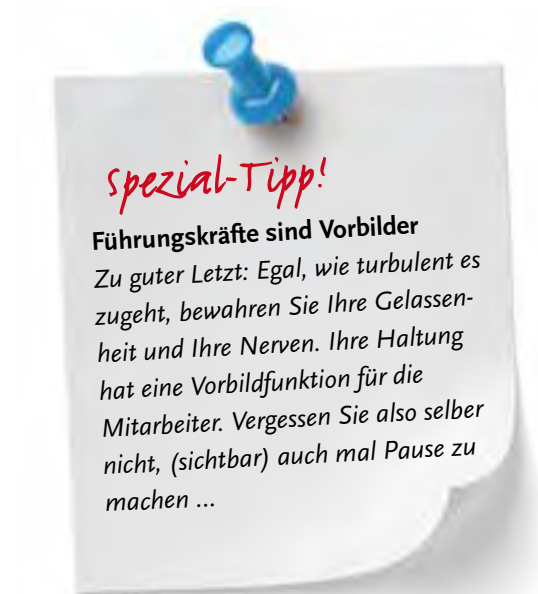 Spezial-Tipp!
Führungskräfte sind Vorbilder
Zu guter Letzt: Egal, wie turbulent es
zugeht, bewahren Sie Ihre Gelassen-
heit und Ihre Nerven. Ihre Haltung
hat eine Vorbildfunktion für die
Mitarbeiter. Vergessen Sie also selber
nicht, (sichtbar) auch mal Pause zu
machen ...